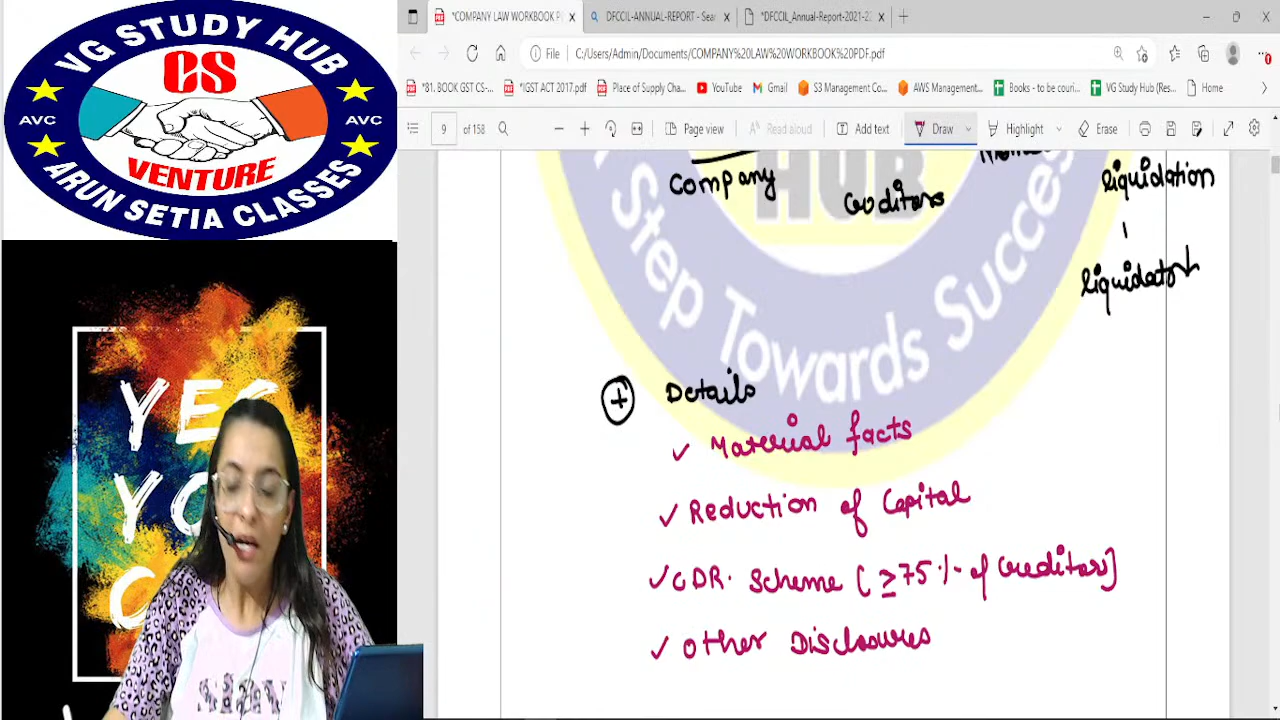 VG STUDY HUB
CS
AVC
AVC
VENTURE
ARUN SETIA CLASSES
YES
*COMPANY LAW WORKBOOK P
DFCCIL-ANNUAL-REPORT - Sear
*DFCCIL_Annual-Report-2021-2
File
C:/Users/Admin/Documents/COMPANY%20LAW%20WORKBOOK%20PDF.pdf
*81. BOOK GST CS-...
*IGST ACT 2017.pdf
Place of Supply Cha...
YouTube
Gmail
S3 Management Co...
AWS Management...
Books - to be couri...
VG Study Hub (Res...
Home
9 of 158
Page view
Read aloud
Add text
Draw
Highlight
Erase
HUB
Step Towards Success
Company
Creditors
liquidation
liquidator
+ Details
✓ Material facts
✓ Reduction of Capital
✓ CDR. Scheme (≥75% of Creditors]
✓ Other Disclosures
SLAY